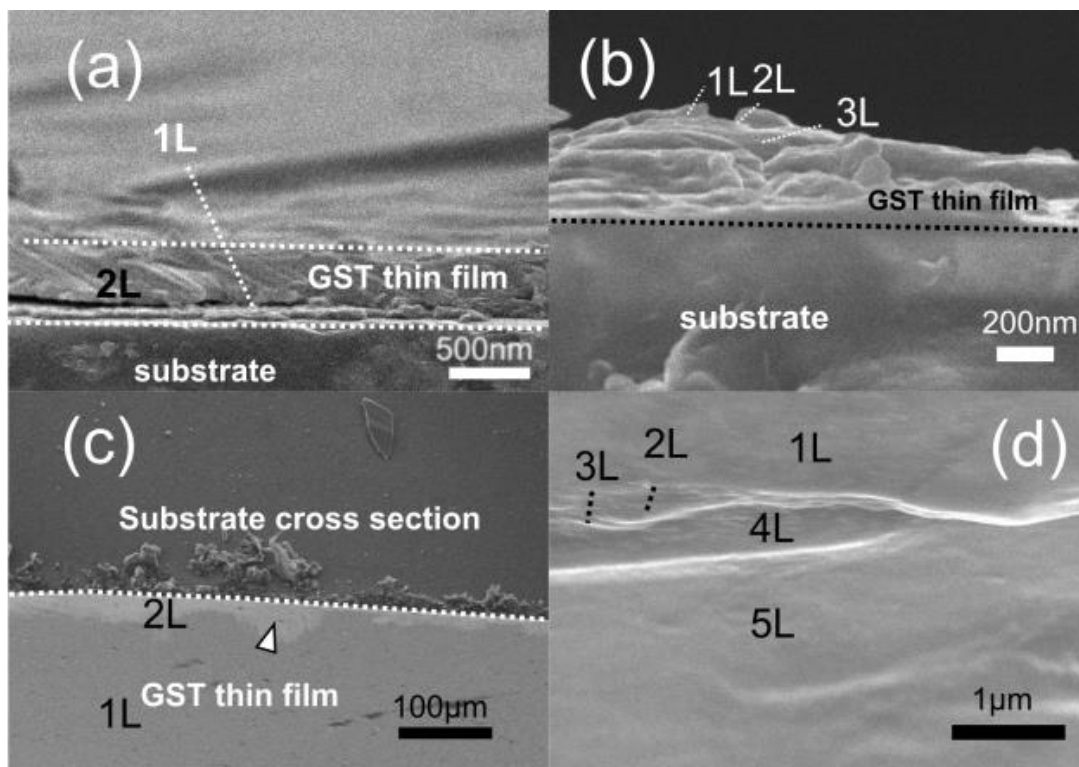 (a)
1L
2L
GST thin film
500nm
substrate
(b)
1L
2L
3L
GST thin film
substrate
200nm
(c)
Substrate cross section
2L
GST thin film
1L
100μm
(d)
1L
2L
3L
4L
5L
1μm